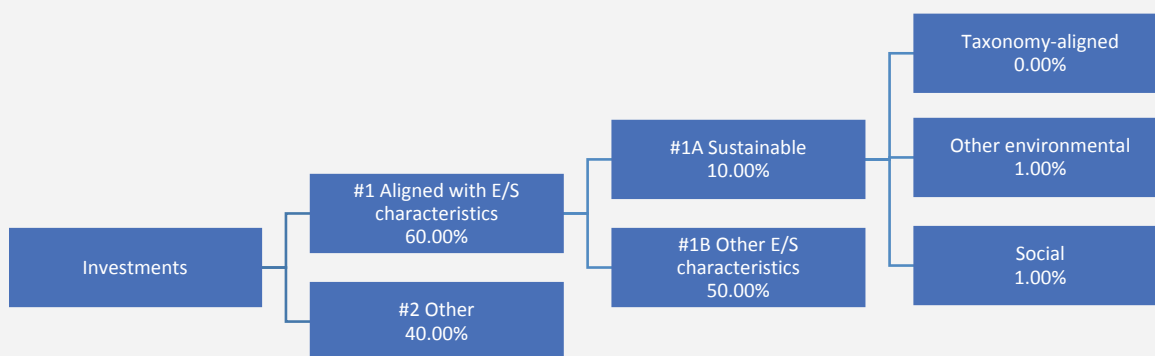 Investments
#1 Aligned with E/S
characteristics
60.00%
#2 Other
40.00%
#1A Sustainable
10.00%
#1B Other E/S
characteristics
50.00%
Taxonomy-aligned
0.00%
Other environmental
1.00%
Social
1.00%